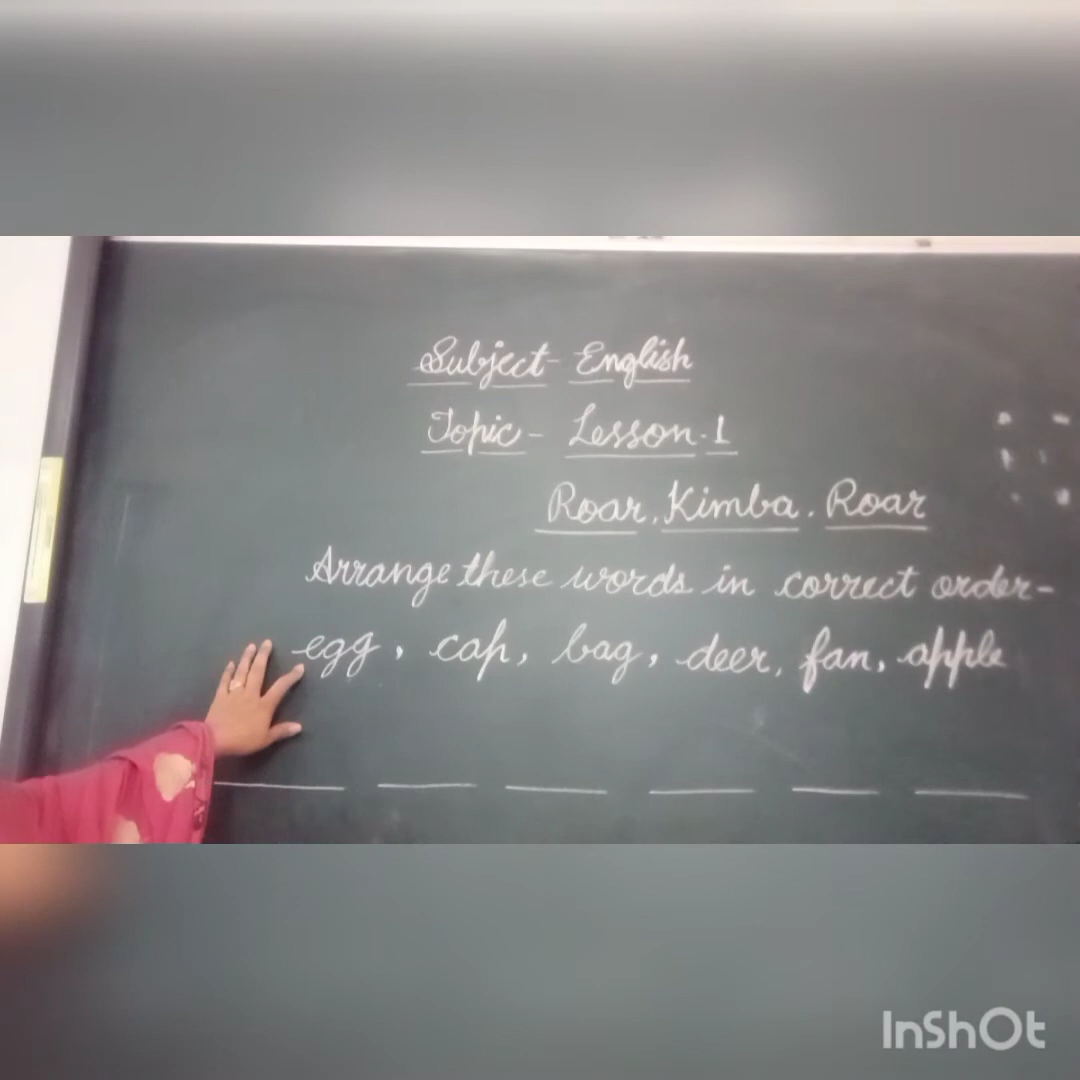 Subject- English
Topic- Lesson-1
Roar, Kimba. Roar
Arrange these words in correct order-
egg, cap, bag, deer, fan, apple
InShOt